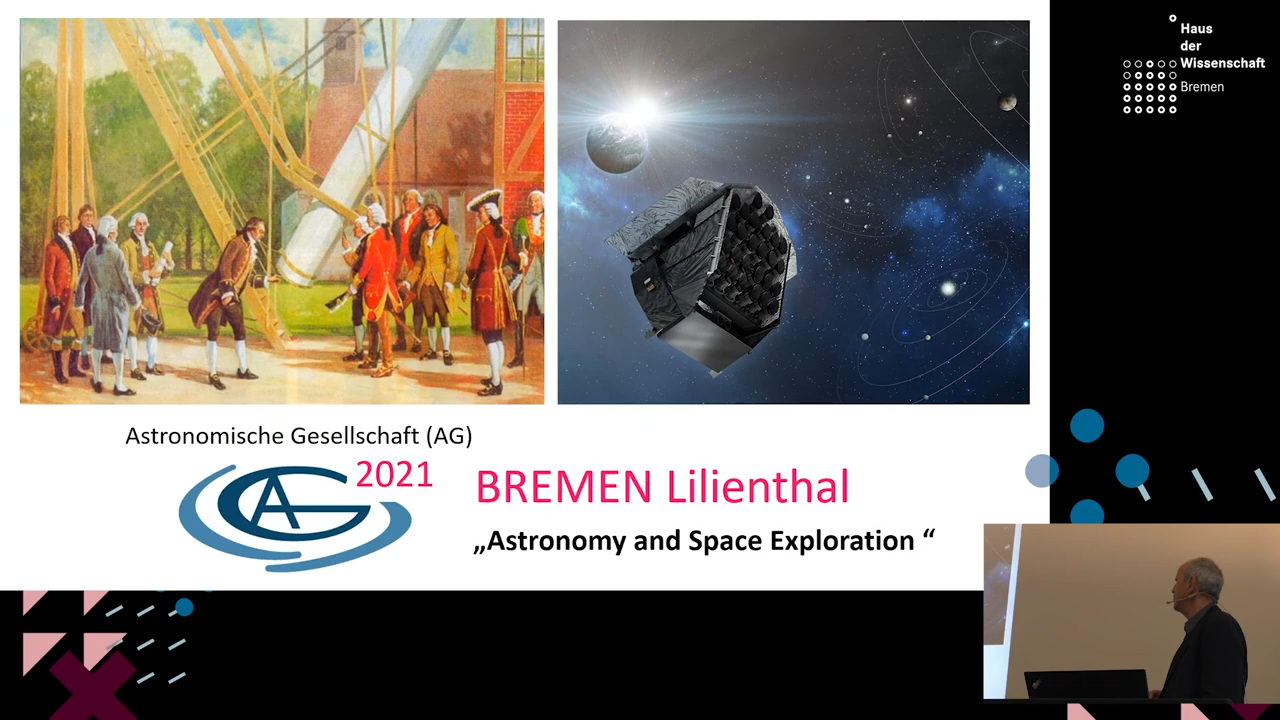 Haus
der
Wissenschaft
Bremen
Astronomische Gesellschaft (AG)
AG
2021
BREMEN Lilienthal
„Astronomy and Space Exploration “